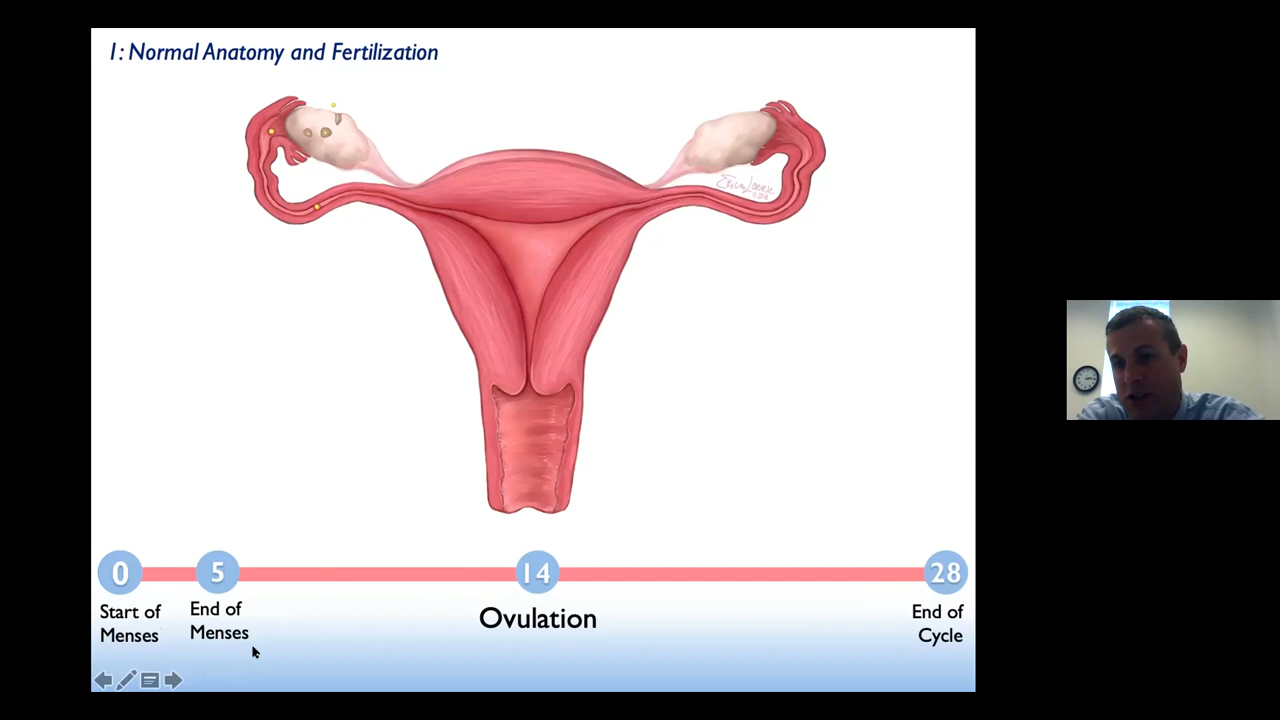 1: Normal Anatomy and Fertilization
0
5
14
28
Start of
Menses
End of
Menses
Ovulation
End of
Cycle